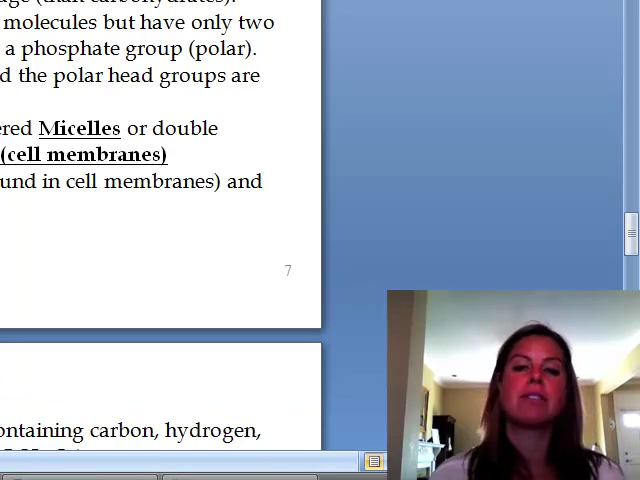 molecules but have only two
a phosphate group (polar).
d the polar head groups are
ered Micelles or double
(cell membranes)
und in cell membranes) and
7
ontaining carbon, hydrogen,